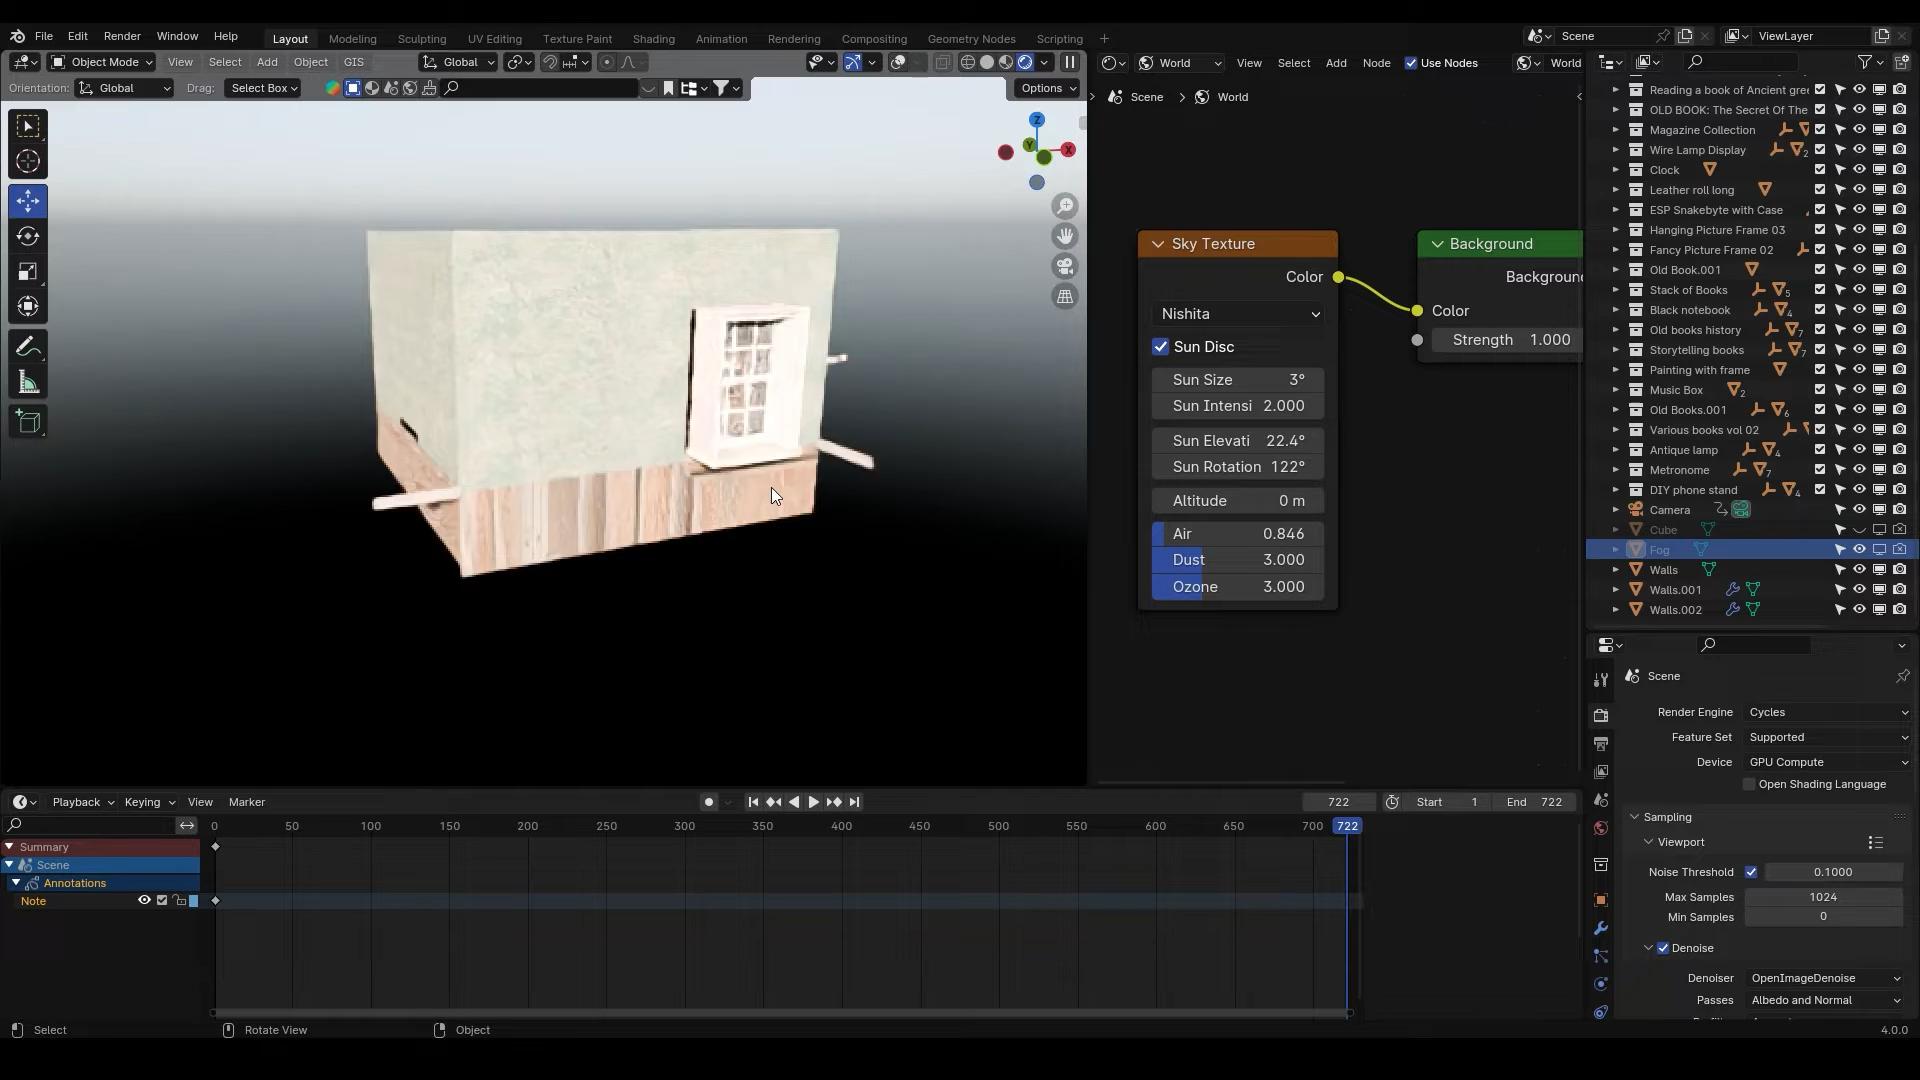 File Edit Render Window Help
Layout Modeling Sculpting UV Editing Texture Paint Shading Animation Rendering Compositing Geometry Nodes Scripting +
Scene
ViewLayer
Object Mode View Select Add Object GIS
Global
Orientation: Global Drag: Select Box
Options
Z
Y
X
World View Select Add Node Use Nodes World
Scene > World
Sky Texture
Color
Nishita
Sun Disc
Sun Size 3°
Sun Intensi 2.000
Sun Elevati 22.4°
Sun Rotation 122°
Altitude 0 m
Air 0.846
Dust 3.000
Ozone 3.000
Background
Backgroun
Color
Strength 1.000
Reading a book of Ancient gre
OLD BOOK: The Secret Of The
Magazine Collection
Wire Lamp Display 2
Clock
Leather roll long
ESP Snakebyte with Case
Hanging Picture Frame 03
Fancy Picture Frame 02
Old Book.001
Stack of Books 5
Black notebook 4
Old books history 7
Storytelling books 7
Painting with frame
Music Box 2
Old Books.001 6
Various books vol 02
Antique lamp 4
Metronome 7
DIY phone stand 4
Camera
Cube
Fog
Walls
Walls.001
Walls.002
Scene
Render Engine Cycles
Feature Set Supported
Device GPU Compute
Open Shading Language
Sampling
Viewport
Noise Threshold 0.1000
Max Samples 1024
Min Samples 0
Denoise
Denoiser OpenImageDenoise
Passes Albedo and Normal
Playback Keying View Marker
722 Start 1 End 722
0 50 100 150 200 250 300 350 400 450 500 550 600 650 700 722
Summary
Scene
Annotations
Note
Select Rotate View Object
4.0.0